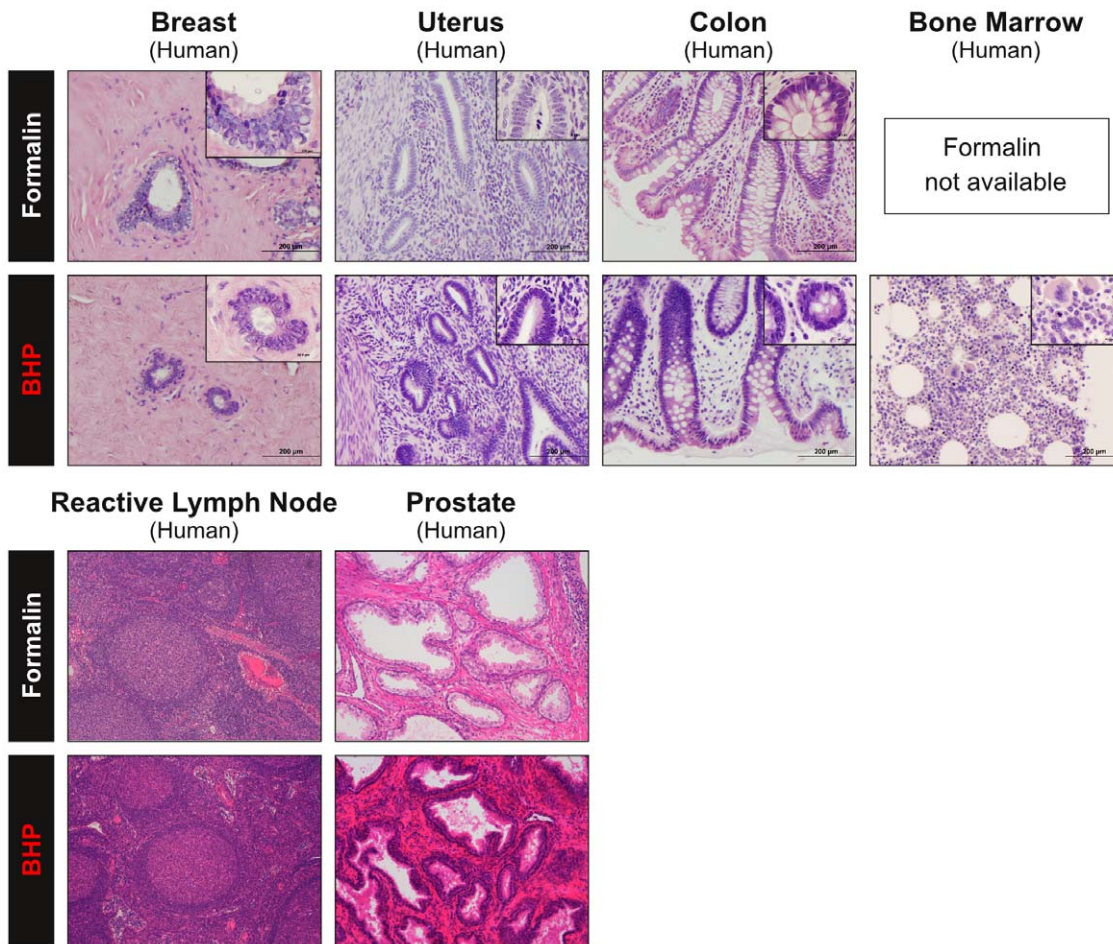 Breast
(Human)
Uterus
(Human)
Colon
(Human)
Bone Marrow
(Human)
Formalin
200 µm
200 µm
200 µm
Formalin
not available
BHP
200 µm
200 µm
200 µm
200 µm
Reactive Lymph Node
(Human)
Prostate
(Human)
Formalin
BHP